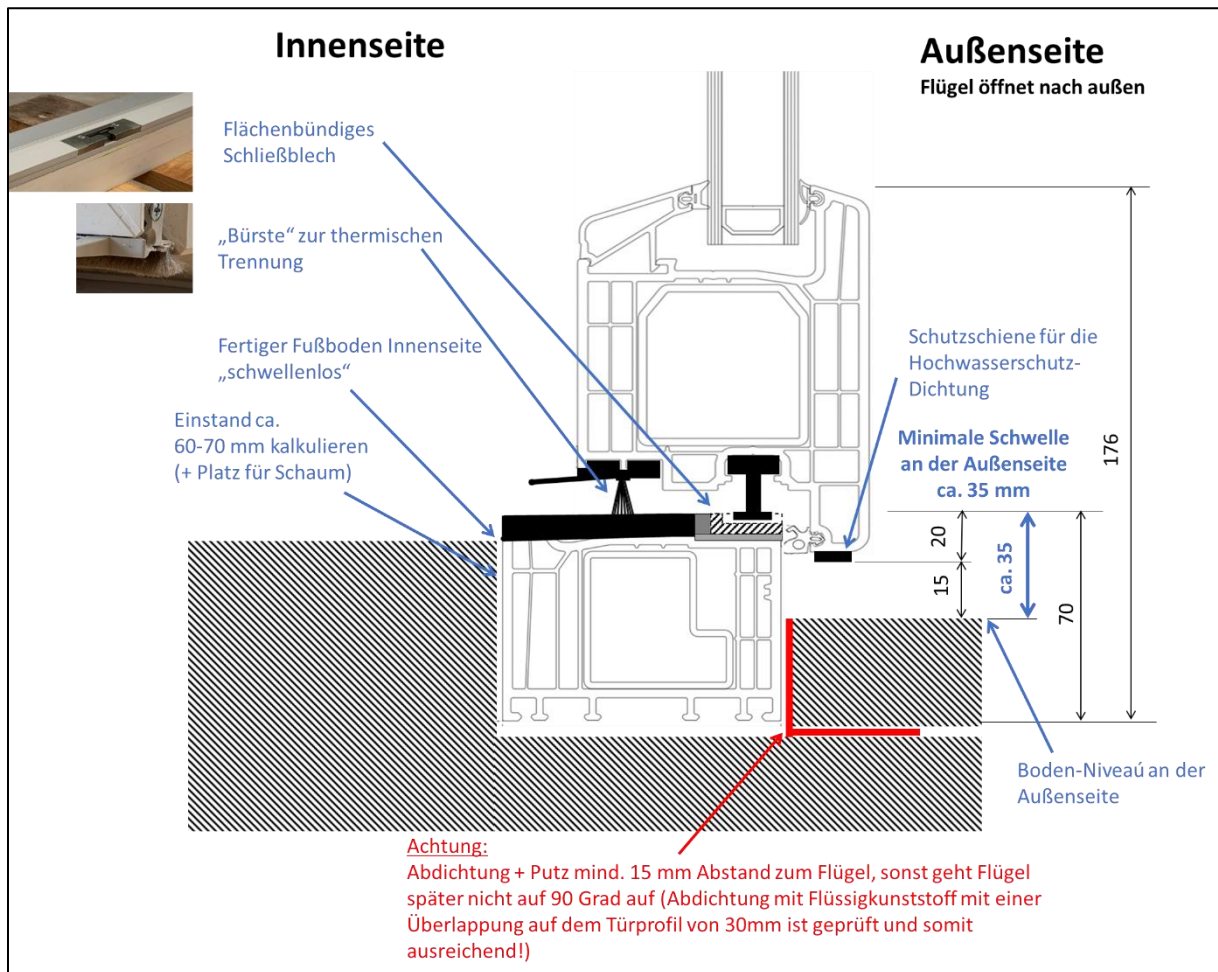 Innenseite
Außenseite
Flügel öffnet nach außen
Flächenbündiges
Schließblech
„Bürste“ zur thermischen
Trennung
Fertiger Fußboden Innenseite
„schwellenlos“
Einstand ca.
60-70 mm kalkulieren
(+ Platz für Schaum)
Schutzschiene für die
Hochwasserschutz-
Dichtung
Minimale Schwelle
an der Außenseite
ca. 35 mm
176
20
15
ca. 35
70
Boden-Niveaú an der
Außenseite
Achtung:
Abdichtung + Putz mind. 15 mm Abstand zum Flügel, sonst geht Flügel
später nicht auf 90 Grad auf (Abdichtung mit Flüssigkunststoff mit einer
Überlappung auf dem Türprofil von 30mm ist geprüft und somit
ausreichend!)